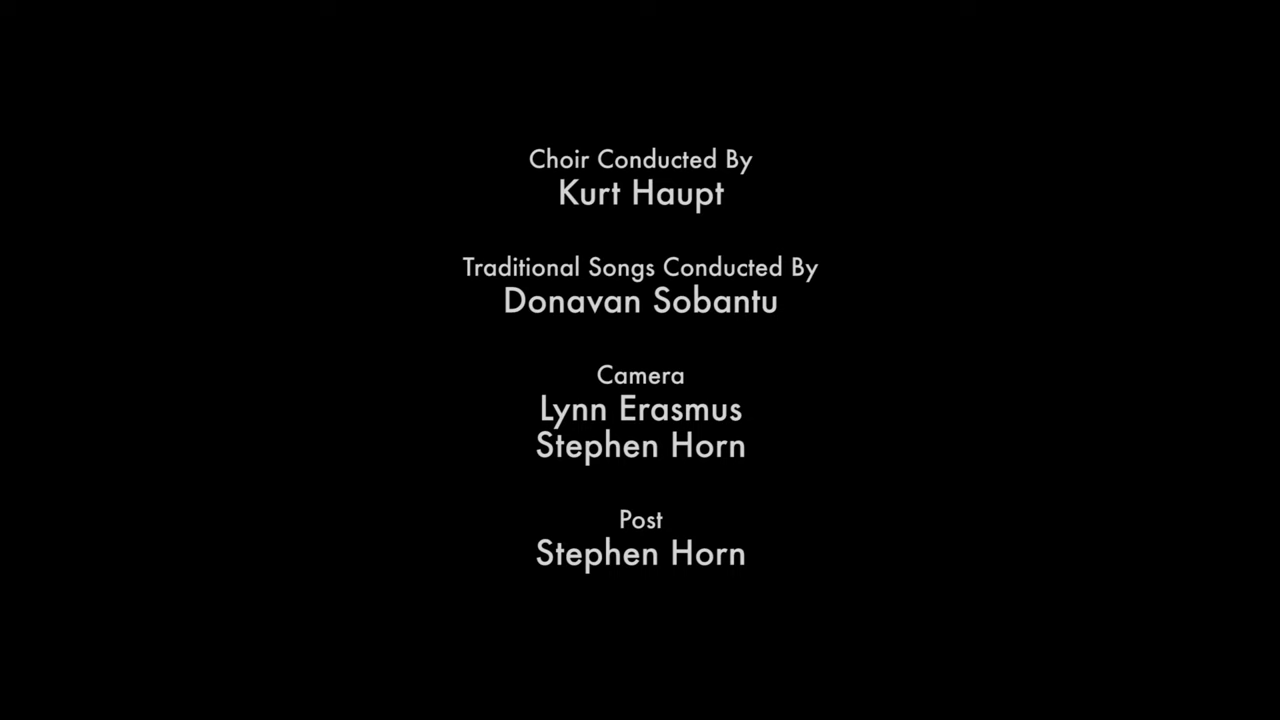 Choir Conducted By
Kurt Haupt
Traditional Songs Conducted By
Donavan Sobantu
Camera
Lynn Erasmus
Stephen Horn
Post
Stephen Horn